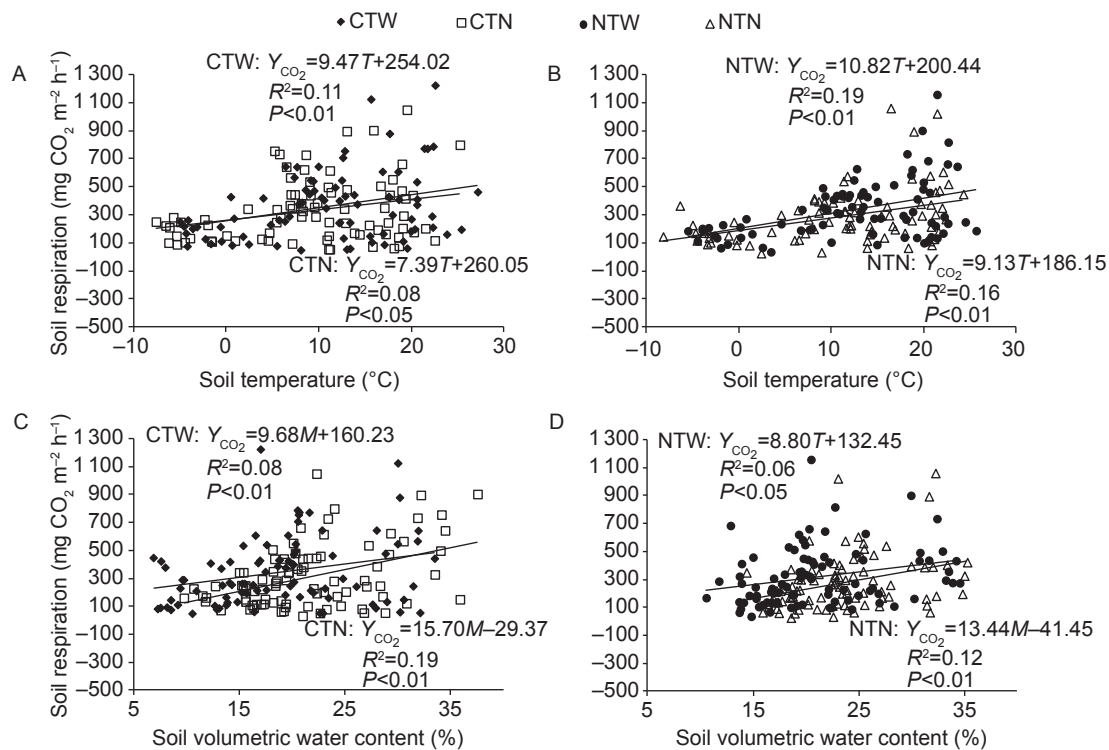 ◆ CTW □ CTN ● NTW △ NTN
A
CTW: Y_CO₂=9.47T+254.02
R²=0.11
P<0.01
CTN: Y_CO₂=7.39T+260.05
R²=0.08
P<0.05
Soil respiration (mg CO₂ m⁻² h⁻¹)
1 300
1 100
900
700
500
300
100
–100
–300
–500
–10 0 10 20 30
Soil temperature (°C)
B
NTW: Y_CO₂=10.82T+200.44
R²=0.19
P<0.01
NTN: Y_CO₂=9.13T+186.15
R²=0.16
P<0.01
1 300
1 100
900
700
500
300
100
–100
–300
–500
–10 0 10 20 30
Soil temperature (°C)
C
CTW: Y_CO₂=9.68M+160.23
R²=0.08
P<0.01
CTN: Y_CO₂=15.70M–29.37
R²=0.19
P<0.01
Soil respiration (mg CO₂ m⁻² h⁻¹)
1 300
1 100
900
700
500
300
100
–100
–300
–500
5 15 25 35
Soil volumetric water content (%)
D
NTW: Y_CO₂=8.80T+132.45
R²=0.06
P<0.05
NTN: Y_CO₂=13.44M–41.45
R²=0.12
P<0.01
1 300
1 100
900
700
500
300
100
–100
–300
–500
5 15 25 35
Soil volumetric water content (%)